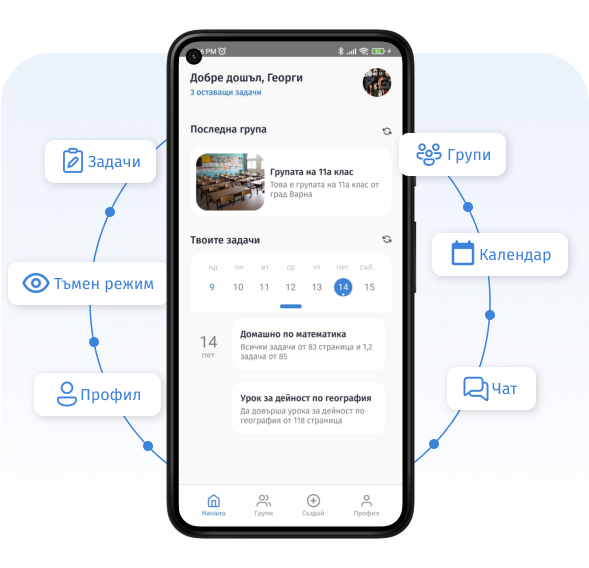 6 PM
Добре дошъл, Георги
3 оставащи задачи
Последна група
Групата на 11а клас
Това е групата на 11а клас от
град Варна
Твоите задачи
нд пн вт ср чт пет съб...
9 10 11 12 13 14 15
14
пет
Домашно по математика
Всички задачи от 83 страница и 1,2
задача от 85
Урок за дейност по география
Да довърша урока за дейност по
география от 118 страница
Начало Групи Създай Профил
Задачи
Тъмен режим
Профил
Групи
Календар
Чат